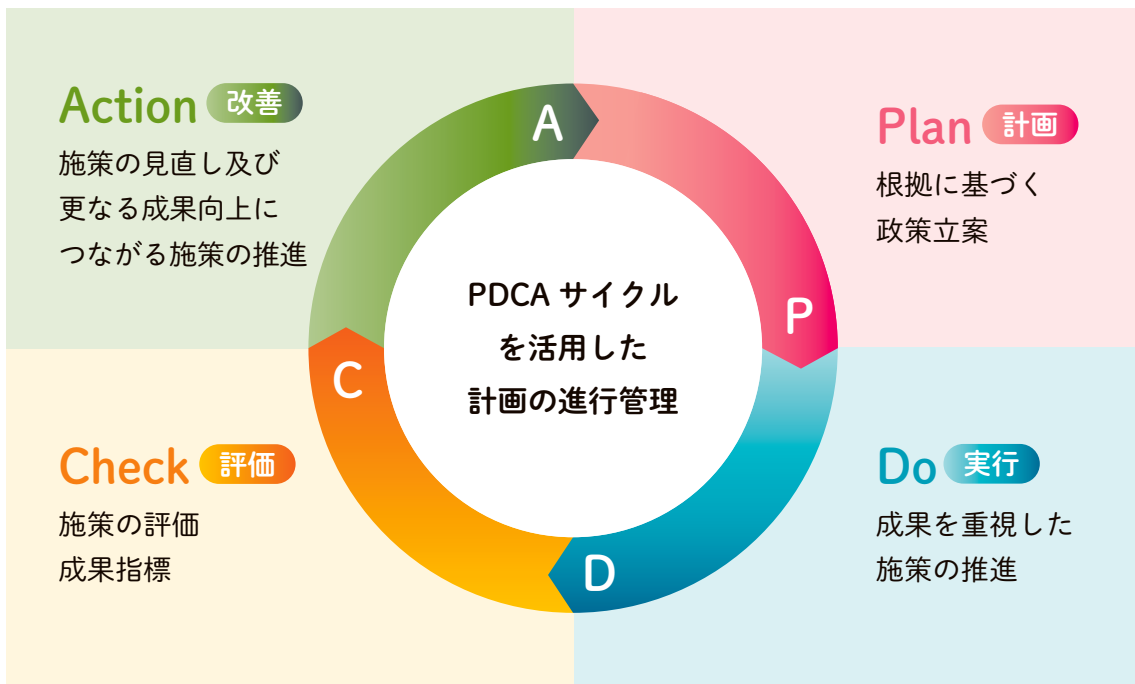 Action 改善
施策の見直し及び
更なる成果向上に
つながる施策の推進
Plan 計画
根拠に基づく
政策立案
A
P
PDCA サイクル
を活用した
計画の進行管理
C
D
Check 評価
施策の評価
成果指標
Do 実行
成果を重視した
施策の推進